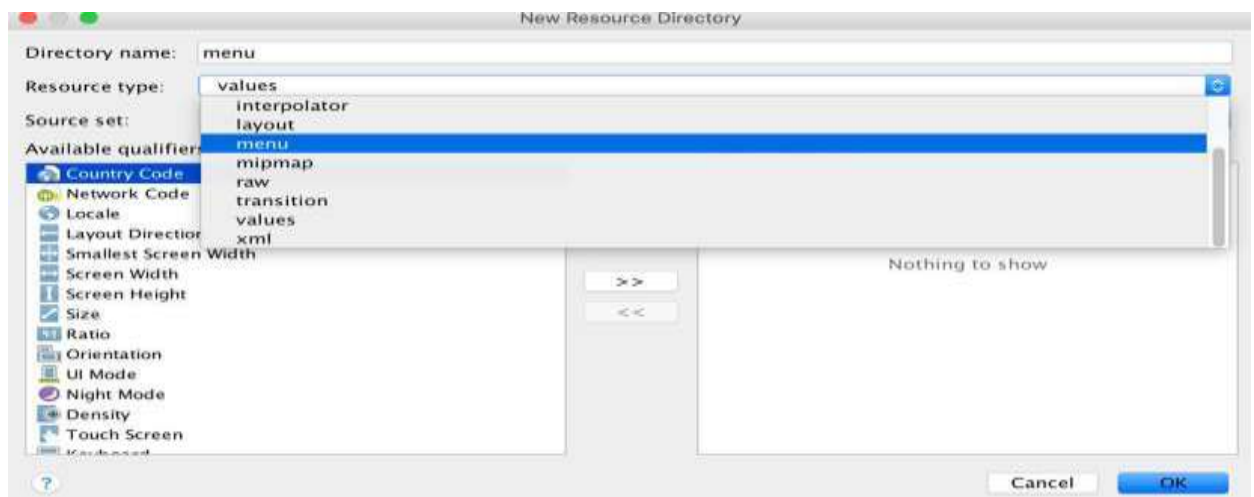 New Resource Directory
Directory name: menu
Resource type: values
interpolator
Source set:
layout
menu
Available qualifiers
mipmap
raw
transition
values
xml
Country Code
Network Code
Locale
Layout Direction
Smallest Screen Width
Screen Width
Screen Height
Size
Ratio
Orientation
UI Mode
Night Mode
Density
Touch Screen
>>
<<
Nothing to show
?
Cancel
OK